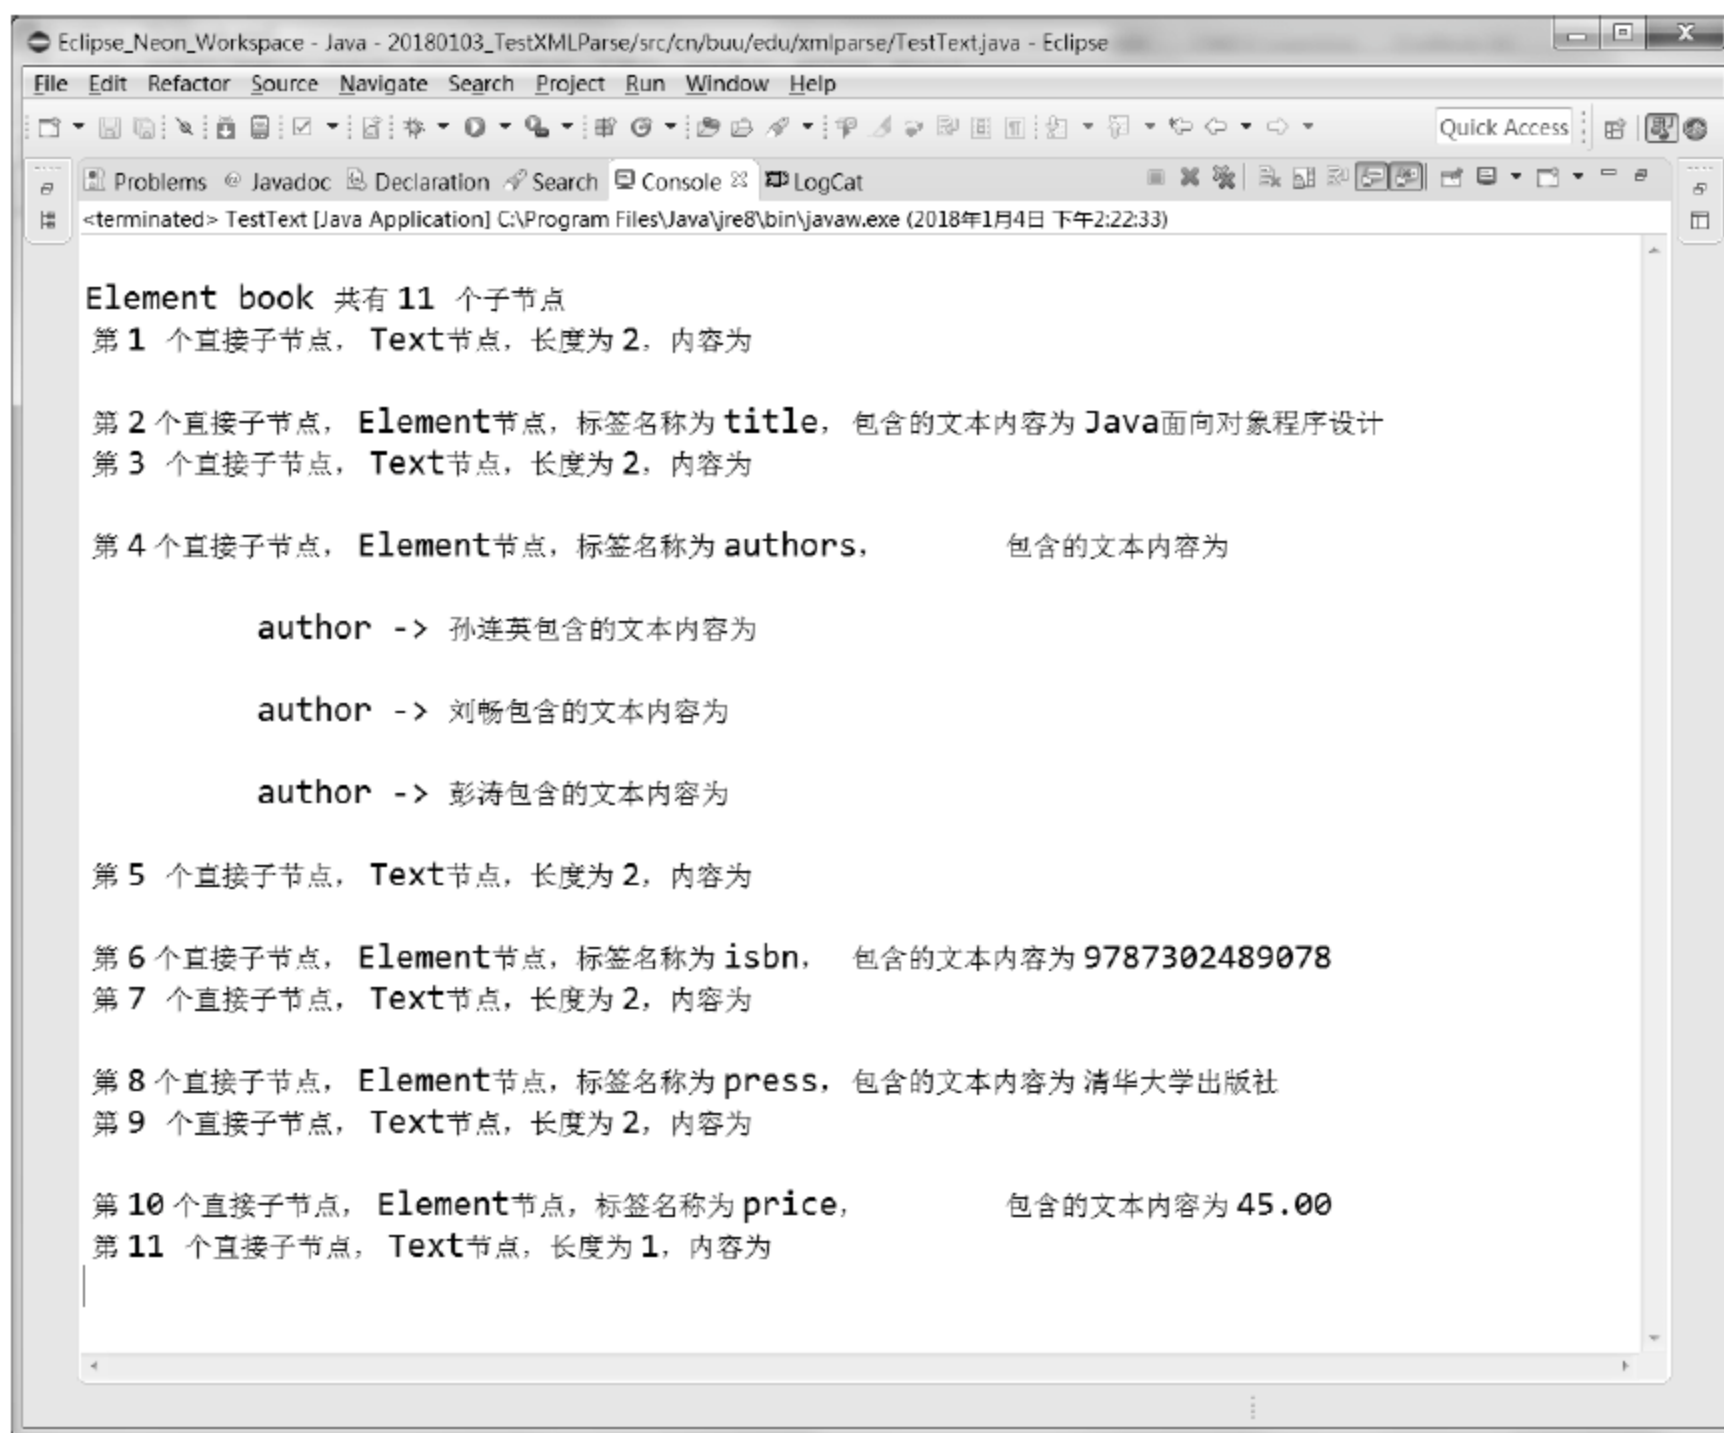 Eclipse_Neon_Workspace - Java - 20180103_TestXMLParse/src/cn/buu/edu/xmlparse/TestText.java - Eclipse
File Edit Refactor Source Navigate Search Project Run Window Help
Quick Access
Problems @ Javadoc Declaration Search Console LogCat
<terminated> TestText [Java Application] C:\Program Files\Java\jre8\bin\javaw.exe (2018年1月4日 下午2:22:33)
Element book 共有 11 个子节点
第 1 个直接子节点, Text节点,长度为 2,内容为
第 2 个直接子节点, Element节点,标签名称为 title, 包含的文本内容为 Java面向对象程序设计
第 3 个直接子节点, Text节点,长度为 2,内容为
第 4 个直接子节点, Element节点,标签名称为 authors, 包含的文本内容为
author -> 孙连英包含的文本内容为
author -> 刘畅包含的文本内容为
author -> 彭涛包含的文本内容为
第 5 个直接子节点, Text节点,长度为 2,内容为
第 6 个直接子节点, Element节点,标签名称为 isbn, 包含的文本内容为 9787302489078
第 7 个直接子节点, Text节点,长度为 2,内容为
第 8 个直接子节点, Element节点,标签名称为 press, 包含的文本内容为 清华大学出版社
第 9 个直接子节点, Text节点,长度为 2,内容为
第 10 个直接子节点, Element节点,标签名称为 price, 包含的文本内容为 45.00
第 11 个直接子节点, Text节点,长度为 1,内容为